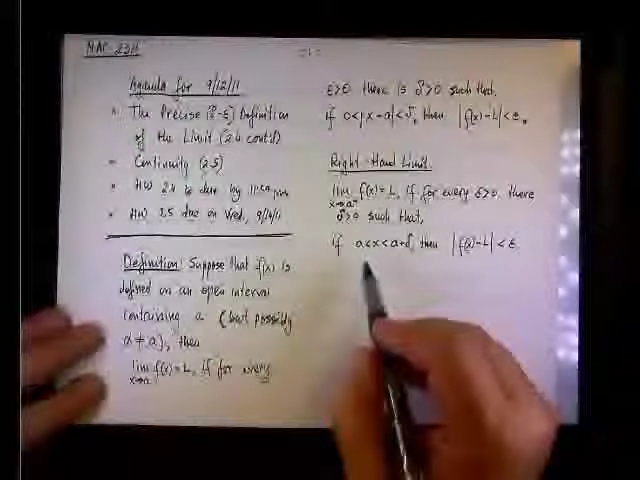 MAC 2311
-1-
Agenda for 9/12/11
The Precise (δ-ε) Definition
of the Limit (2.4 cont'd)
Continuity (2.5)
HW 2.4 is due by
HW 2.5 due on Wed, 9/14/11
Definition: Suppose that f(x) is
defined on an open interval
containing a (but possibly
x ≠ a), then
lim f(x) = L, if for every
x→a
ε>0 there is δ>0 such that,
if 0<|x-a|<δ, then |f(x)-L|<ε.
Right-Hand Limit.
lim f(x) = L, if for every ε>0, there
x→a⁺
δ>0 such that,
if a<x<a+δ, then |f(x)-L|<ε